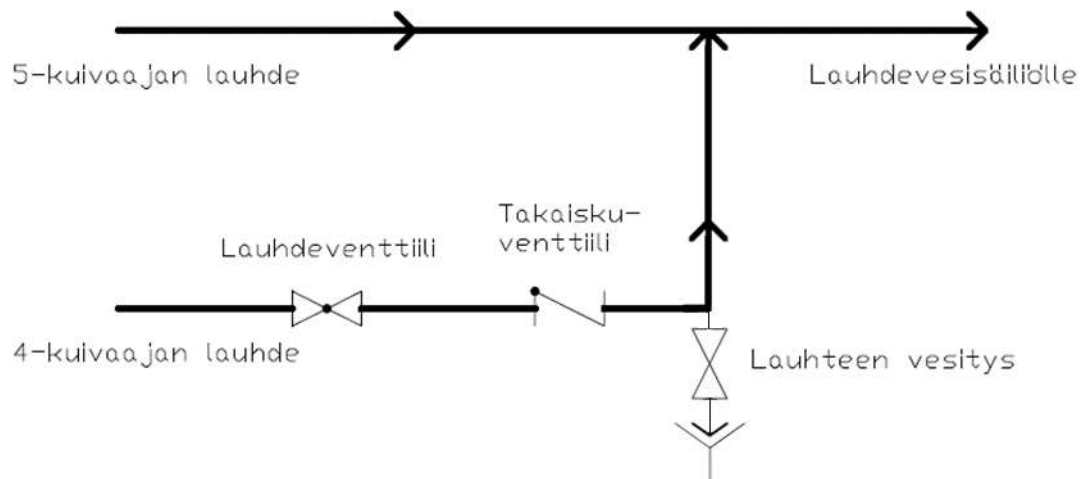 5-kuivaajan lauhde
Lauhdevesisäiliölle
Takaisku-
venttiili
Lauhdeventtiili
4-kuivaajan lauhde
Lauhteen vesitys